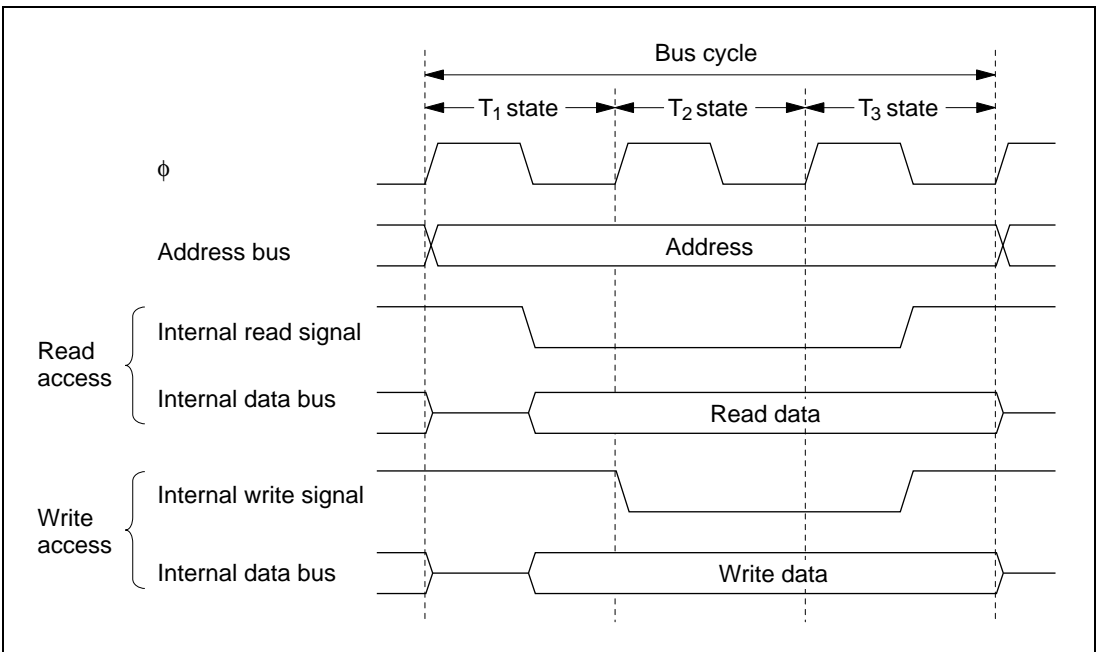 Bus cycle
T1 state
T2 state
T3 state
ϕ
Address bus
Address
Read
access
Internal read signal
Internal data bus
Read data
Write
access
Internal write signal
Internal data bus
Write data